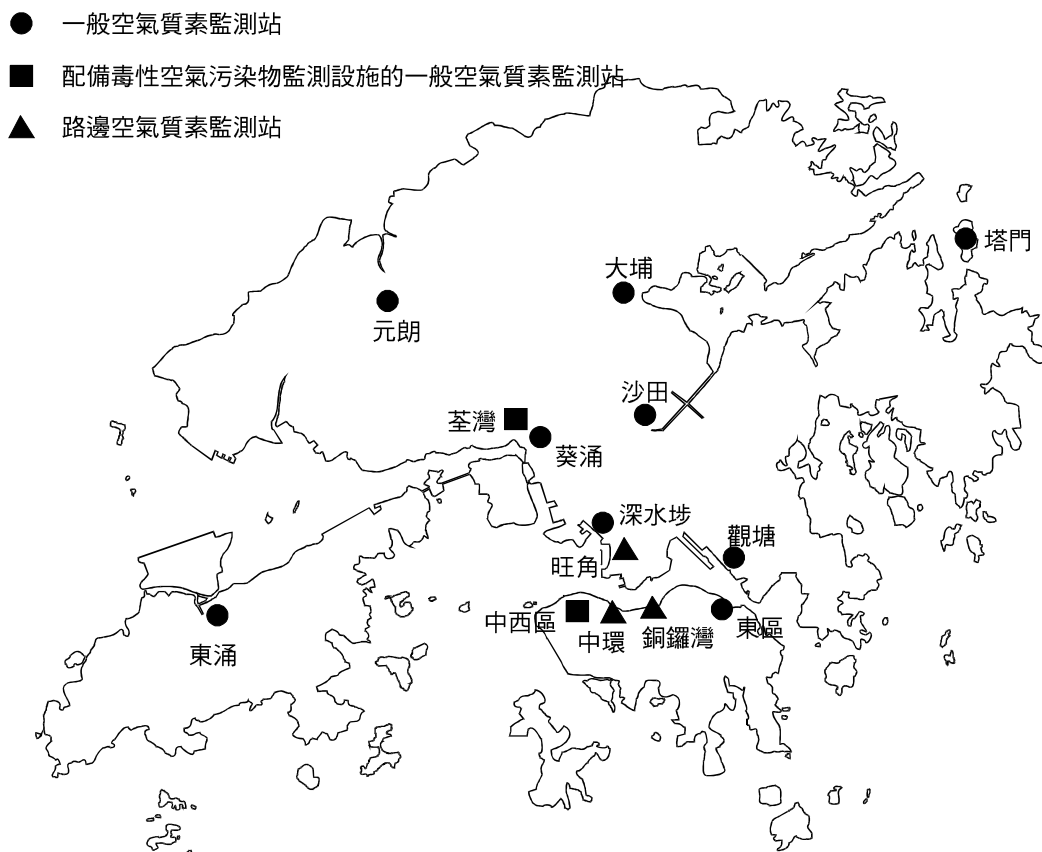 一般空氣質素監測站
配備毒性空氣污染物監測設施的一般空氣質素監測站
路邊空氣質素監測站
塔門
大埔
元朗
沙田
荃灣
葵涌
深水埗
觀塘
旺角
中西區
東區
中環
銅鑼灣
東涌